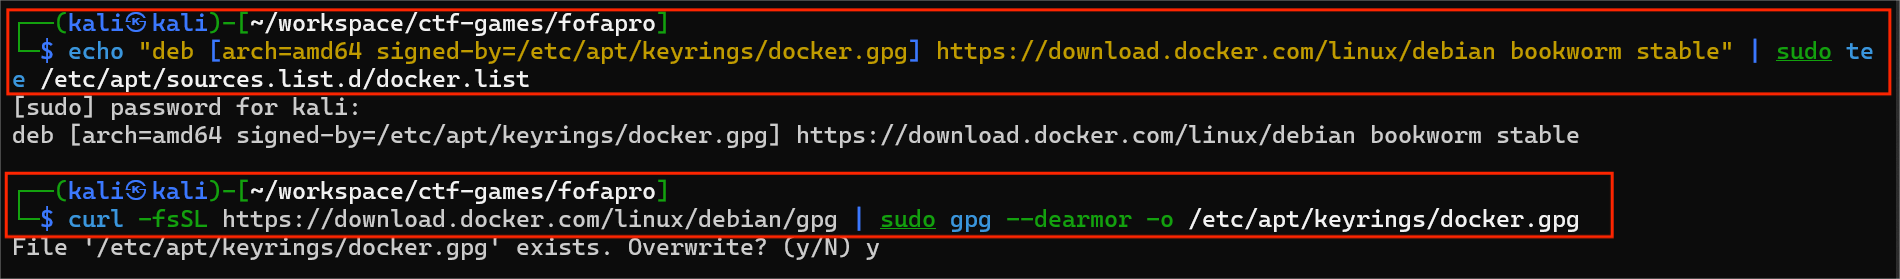 ┌──(kali㉿kali)-[~/workspace/ctf-games/fofapro]
└─$ echo "deb [arch=amd64 signed-by=/etc/apt/keyrings/docker.gpg] https://download.docker.com/linux/debian bookworm stable" | sudo te
e /etc/apt/sources.list.d/docker.list
[sudo] password for kali:
deb [arch=amd64 signed-by=/etc/apt/keyrings/docker.gpg] https://download.docker.com/linux/debian bookworm stable
┌──(kali㉿kali)-[~/workspace/ctf-games/fofapro]
└─$ curl -fsSL https://download.docker.com/linux/debian/gpg | sudo gpg --dearmor -o /etc/apt/keyrings/docker.gpg
File '/etc/apt/keyrings/docker.gpg' exists. Overwrite? (y/N) y